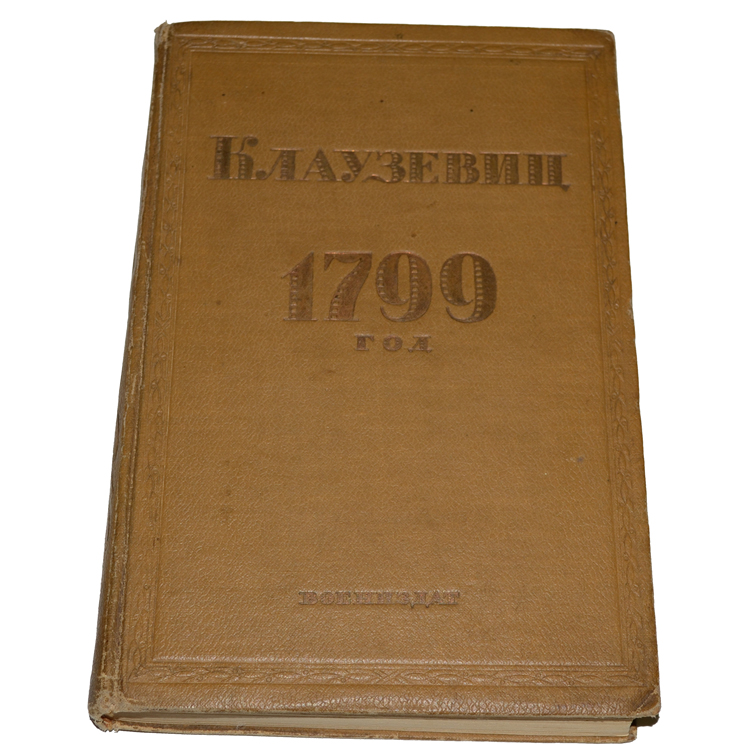 Клаузевиц
1799
год
Воениздат